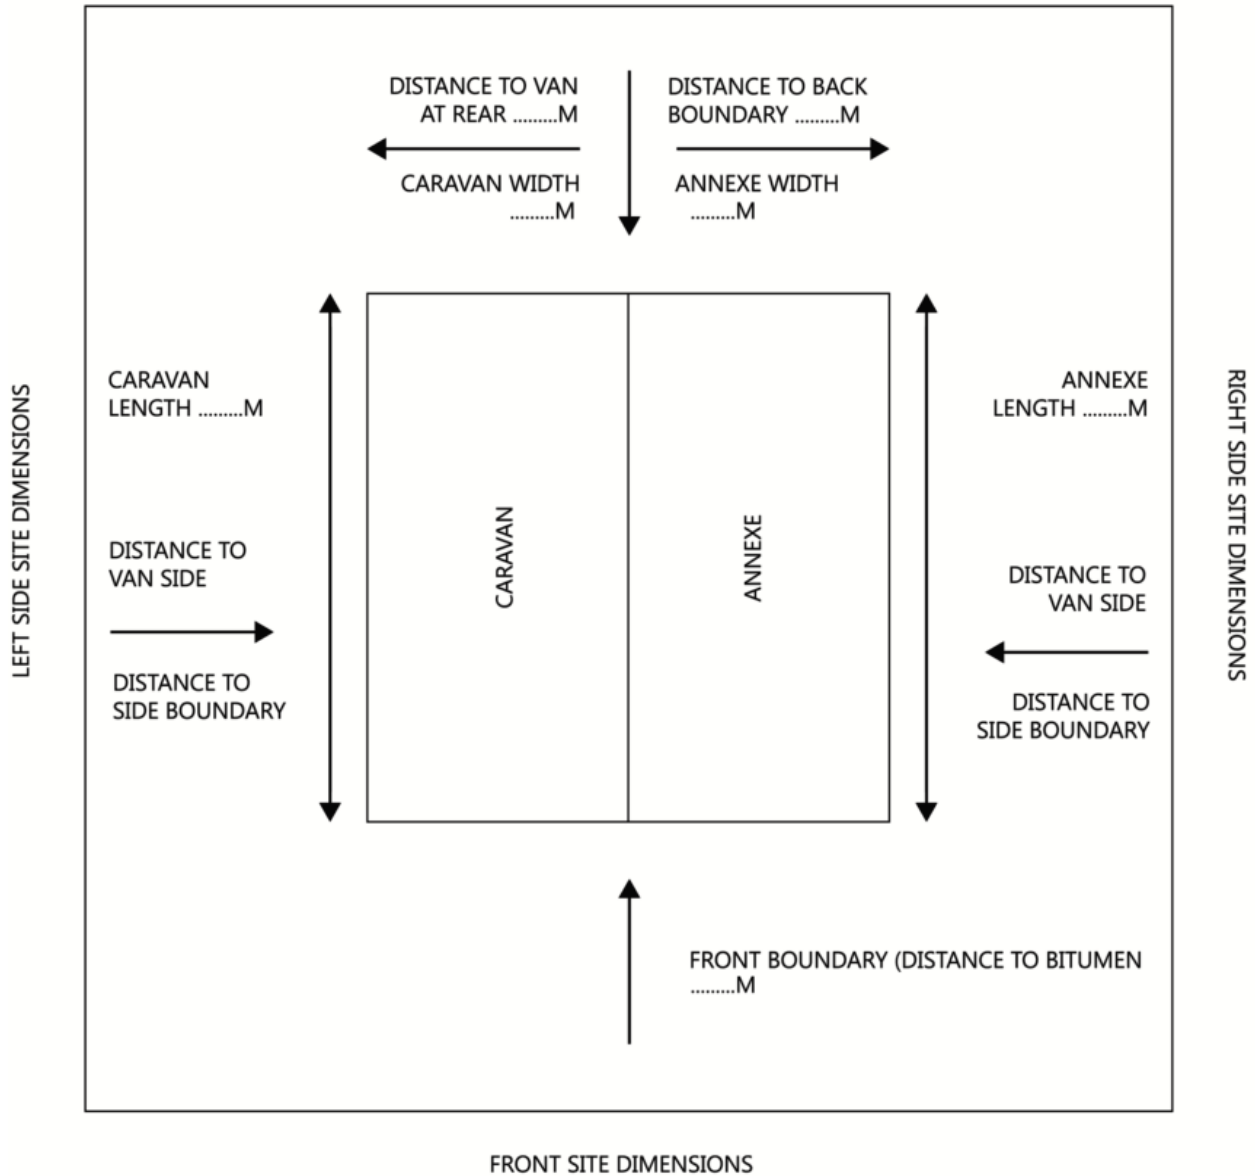 DISTANCE TO VAN
AT REAR .........M
DISTANCE TO BACK
BOUNDARY .........M
CARAVAN WIDTH
.........M
ANNEXE WIDTH
.........M
CARAVAN
LENGTH .........M
ANNEXE
LENGTH .........M
LEFT SIDE SITE DIMENSIONS
RIGHT SIDE SITE DIMENSIONS
CARAVAN
ANNEXE
DISTANCE TO
VAN SIDE
DISTANCE TO
VAN SIDE
DISTANCE TO
SIDE BOUNDARY
DISTANCE TO
SIDE BOUNDARY
FRONT BOUNDARY (DISTANCE TO BITUMEN
.........M
FRONT SITE DIMENSIONS